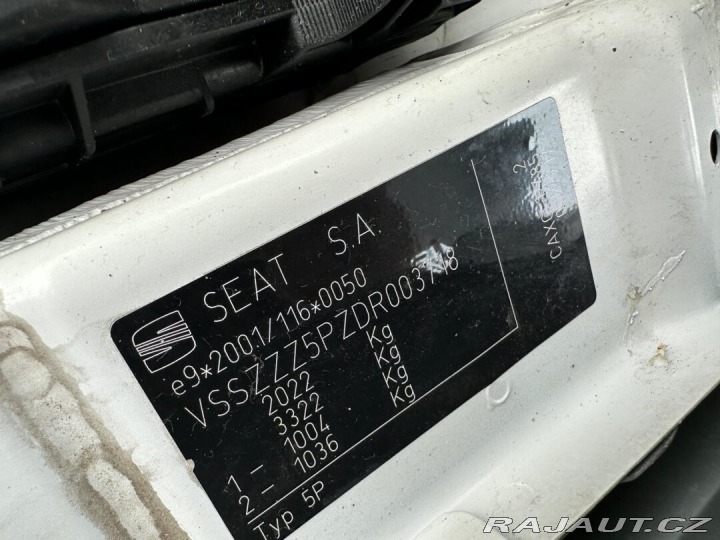 SEAT S.A.
e9*2001/116*0050
VSSZZZ5PZDR003718
2022 Kg
3322 Kg
1 – 1004 Kg
2 – 1036 Kg
Typ 5P
RAJAUT.CZ